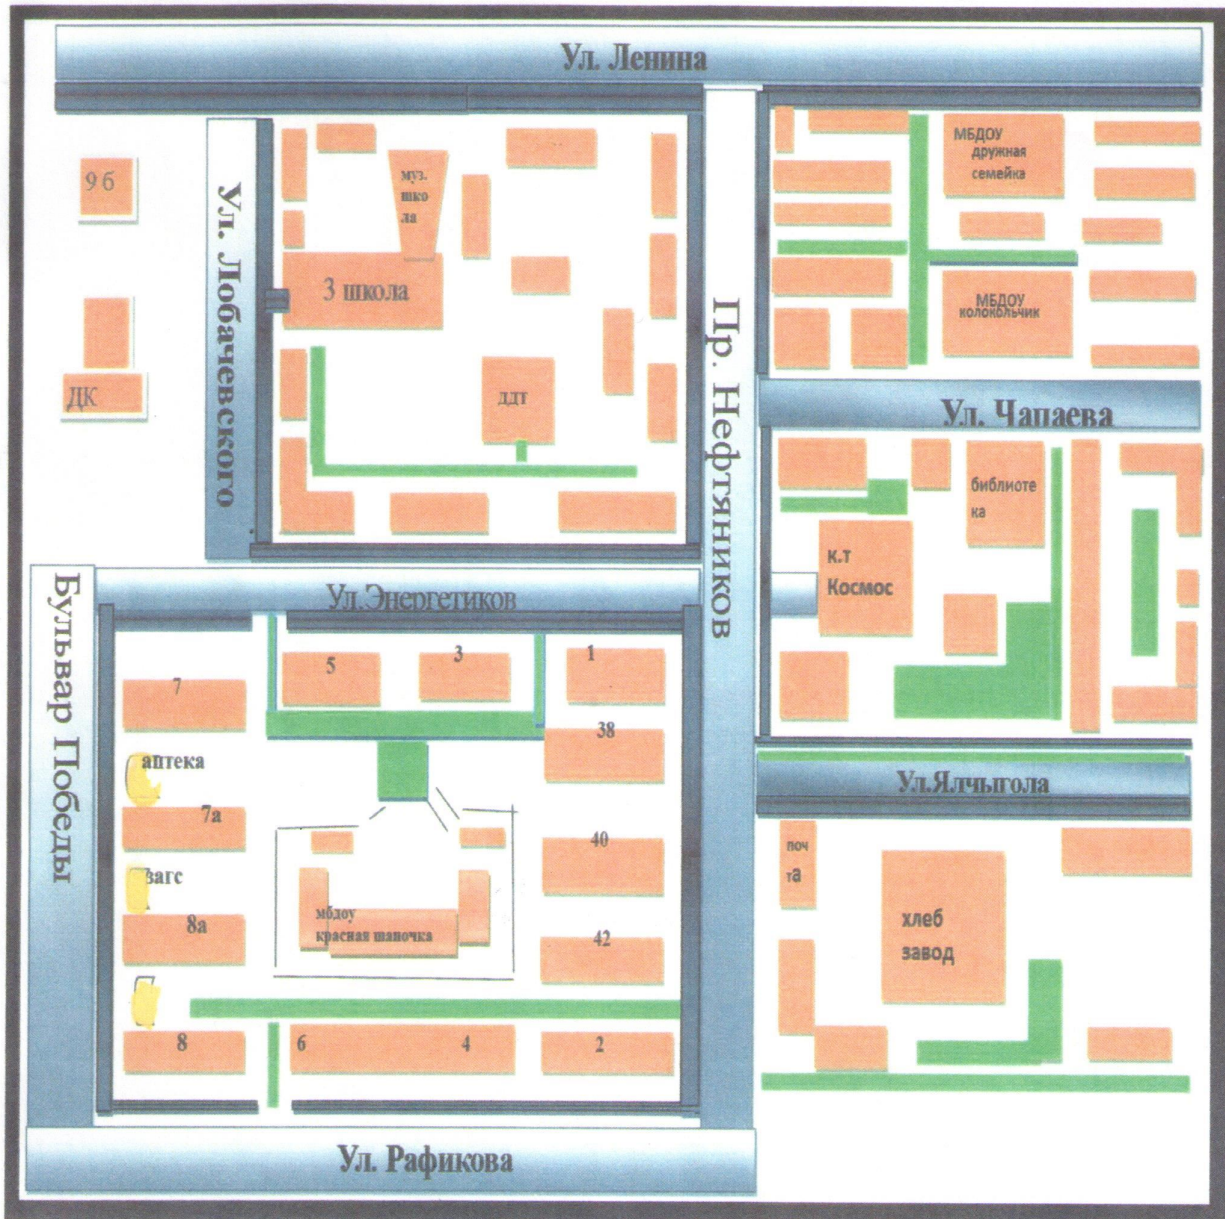 Ул. Ленина
9 б
ДК
Ул. Лобачевского
муз.
шко
ла
3 школа
ддт
Пр. Нефтяников
МБДОУ
дружная
семейка
МБДОУ
колокольчик
Ул. Чапаева
библиоте
ка
к.т
Космос
Ул.Энергетиков
Бульвар Победы
5
3
1
7
38
аптека
7а
40
загс
8а
мбдоу
красная шапочка
42
8
6
4
2
Ул.Ялчыгола
поч
та
хлеб
завод
Ул. Рафикова